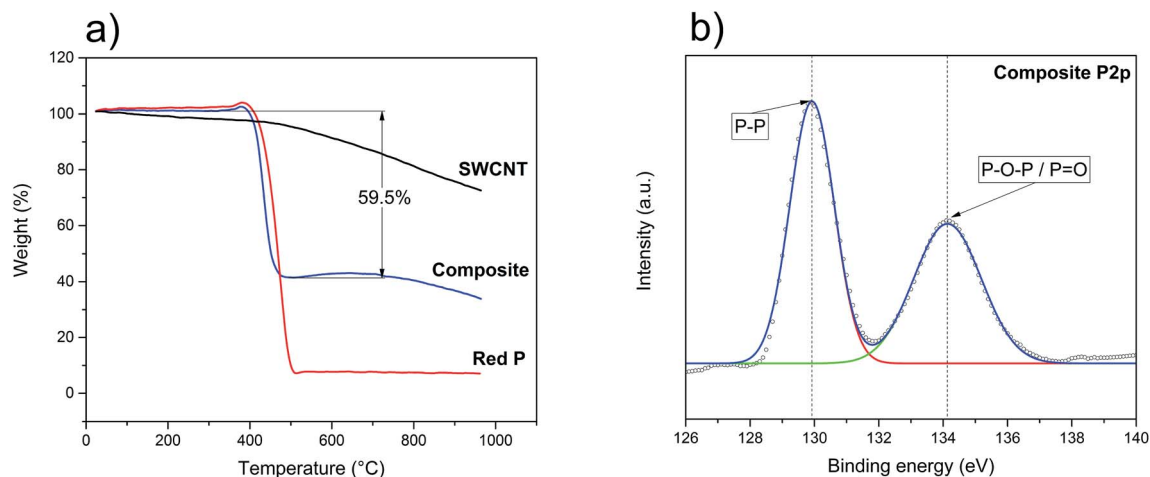 a)
120
100
80
60
40
20
0
Weight (%)
SWCNT
59.5%
Composite
Red P
0 200 400 600 800 1000
Temperature (°C)
b)
Composite P2p
P-P
P-O-P / P=O
Intensity (a.u.)
126 128 130 132 134 136 138 140
Binding energy (eV)